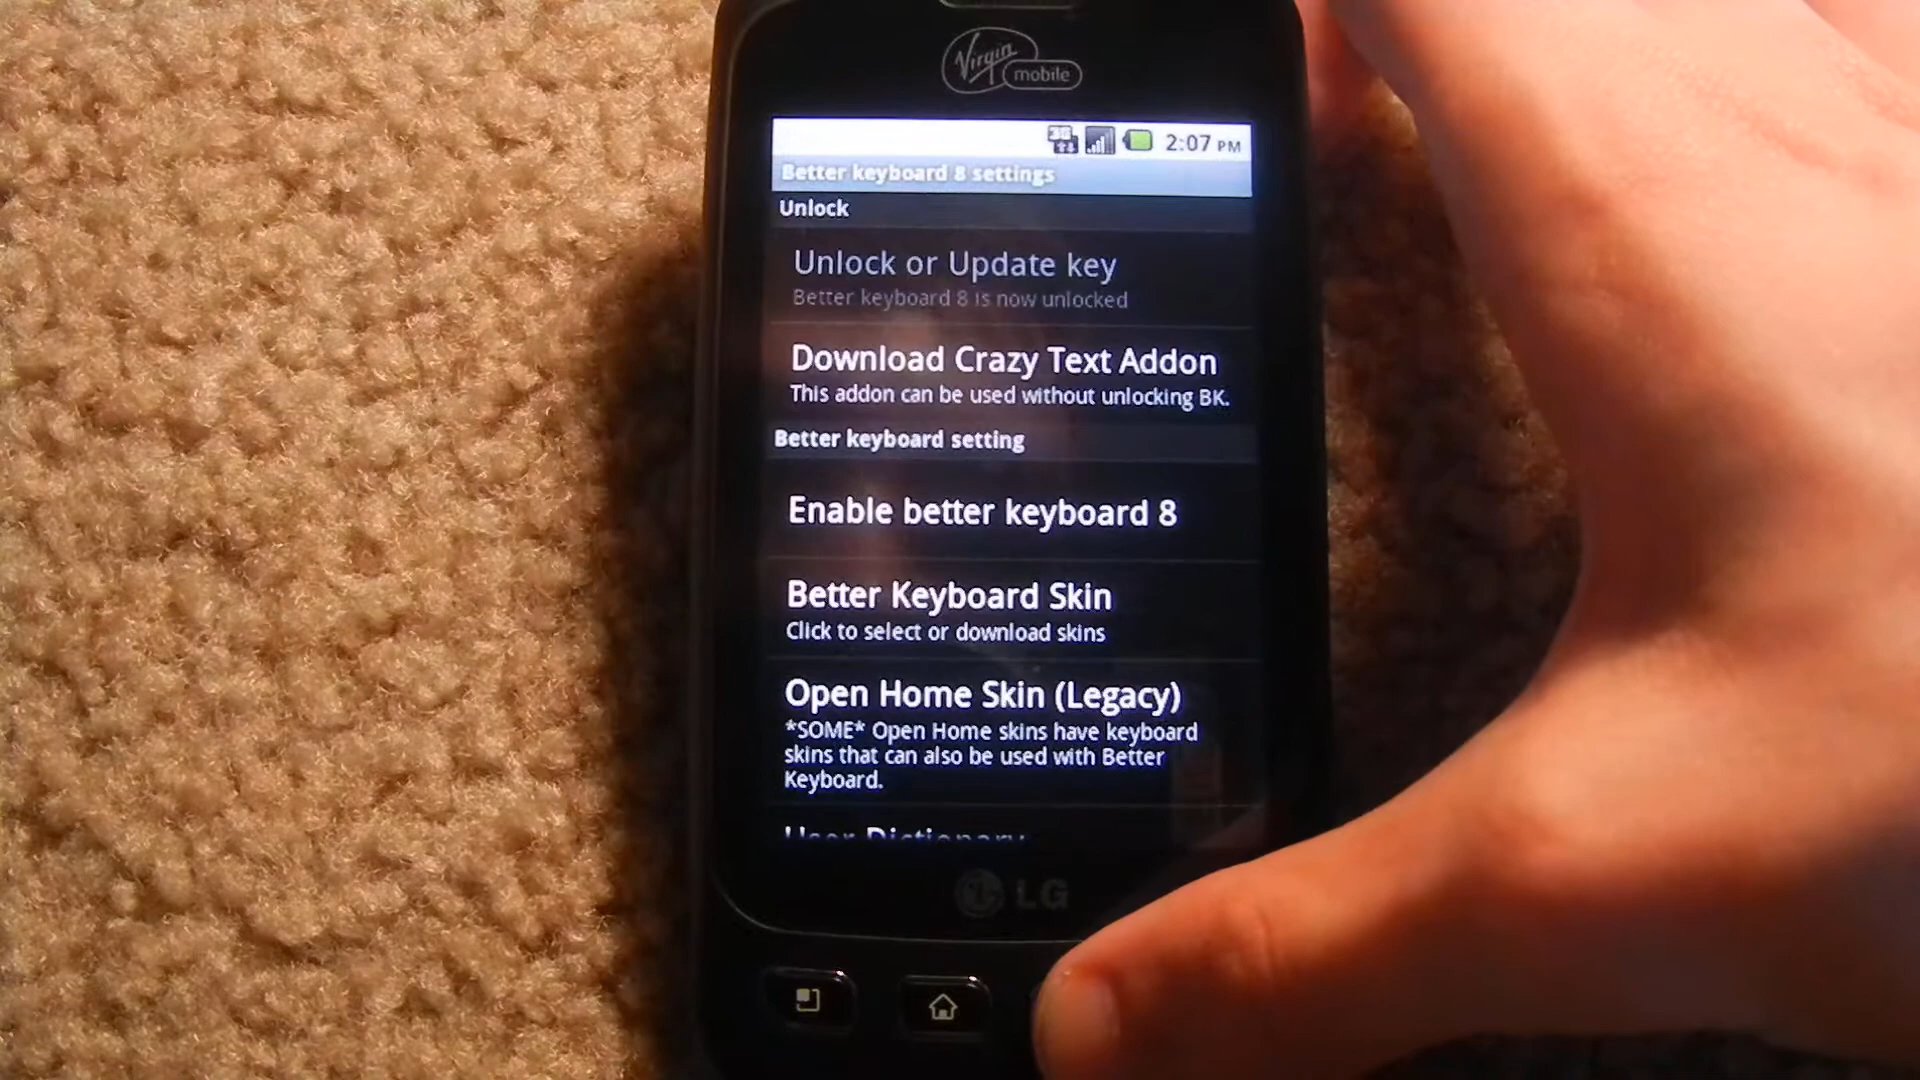 Virgin
mobile
3G
2:07 PM
Better keyboard 8 settings
Unlock
Unlock or Update key
Better keyboard 8 is now unlocked
Download Crazy Text Addon
This addon can be used without unlocking BK.
Better keyboard setting
Enable better keyboard 8
Better Keyboard Skin
Click to select or download skins
Open Home Skin (Legacy)
*SOME* Open Home skins have keyboard
skins that can also be used with Better
Keyboard.
User Dictionary
LG